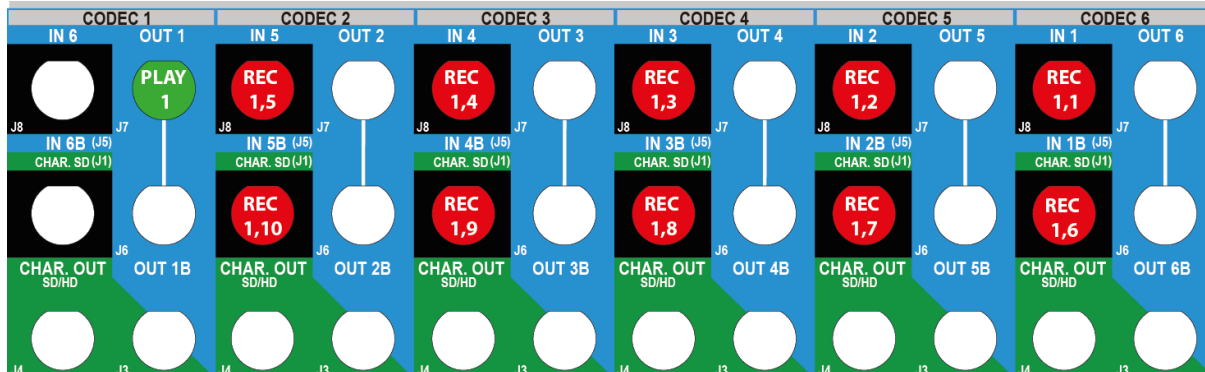 CODEC 1 CODEC 2 CODEC 3 CODEC 4 CODEC 5 CODEC 6
IN 6 OUT 1 IN 5 OUT 2 IN 4 OUT 3 IN 3 OUT 4 IN 2 OUT 5 IN 1 OUT 6
PLAY REC REC REC REC REC
1 1,5 1,4 1,3 1,2 1,1
J8 J7 J8 J7 J8 J7 J8 J7 J8 J7 J8 J7
IN 6B (J5) IN 5B (J5) IN 4B (J5) IN 3B (J5) IN 2B (J5) IN 1B (J5)
CHAR. SD (J1) CHAR. SD (J1) CHAR. SD (J1) CHAR. SD (J1) CHAR. SD (J1) CHAR. SD (J1)
REC REC REC REC REC
1,10 1,9 1,8 1,7 1,6
J6 J6 J6 J6 J6 J6
CHAR. OUT OUT 1B CHAR. OUT OUT 2B CHAR. OUT OUT 3B CHAR. OUT OUT 4B CHAR. OUT OUT 5B CHAR. OUT OUT 6B
SD/HD SD/HD SD/HD SD/HD SD/HD SD/HD
J4 J3 J4 J3 J4 J3 J4 J3 J4 J3 J4 J3